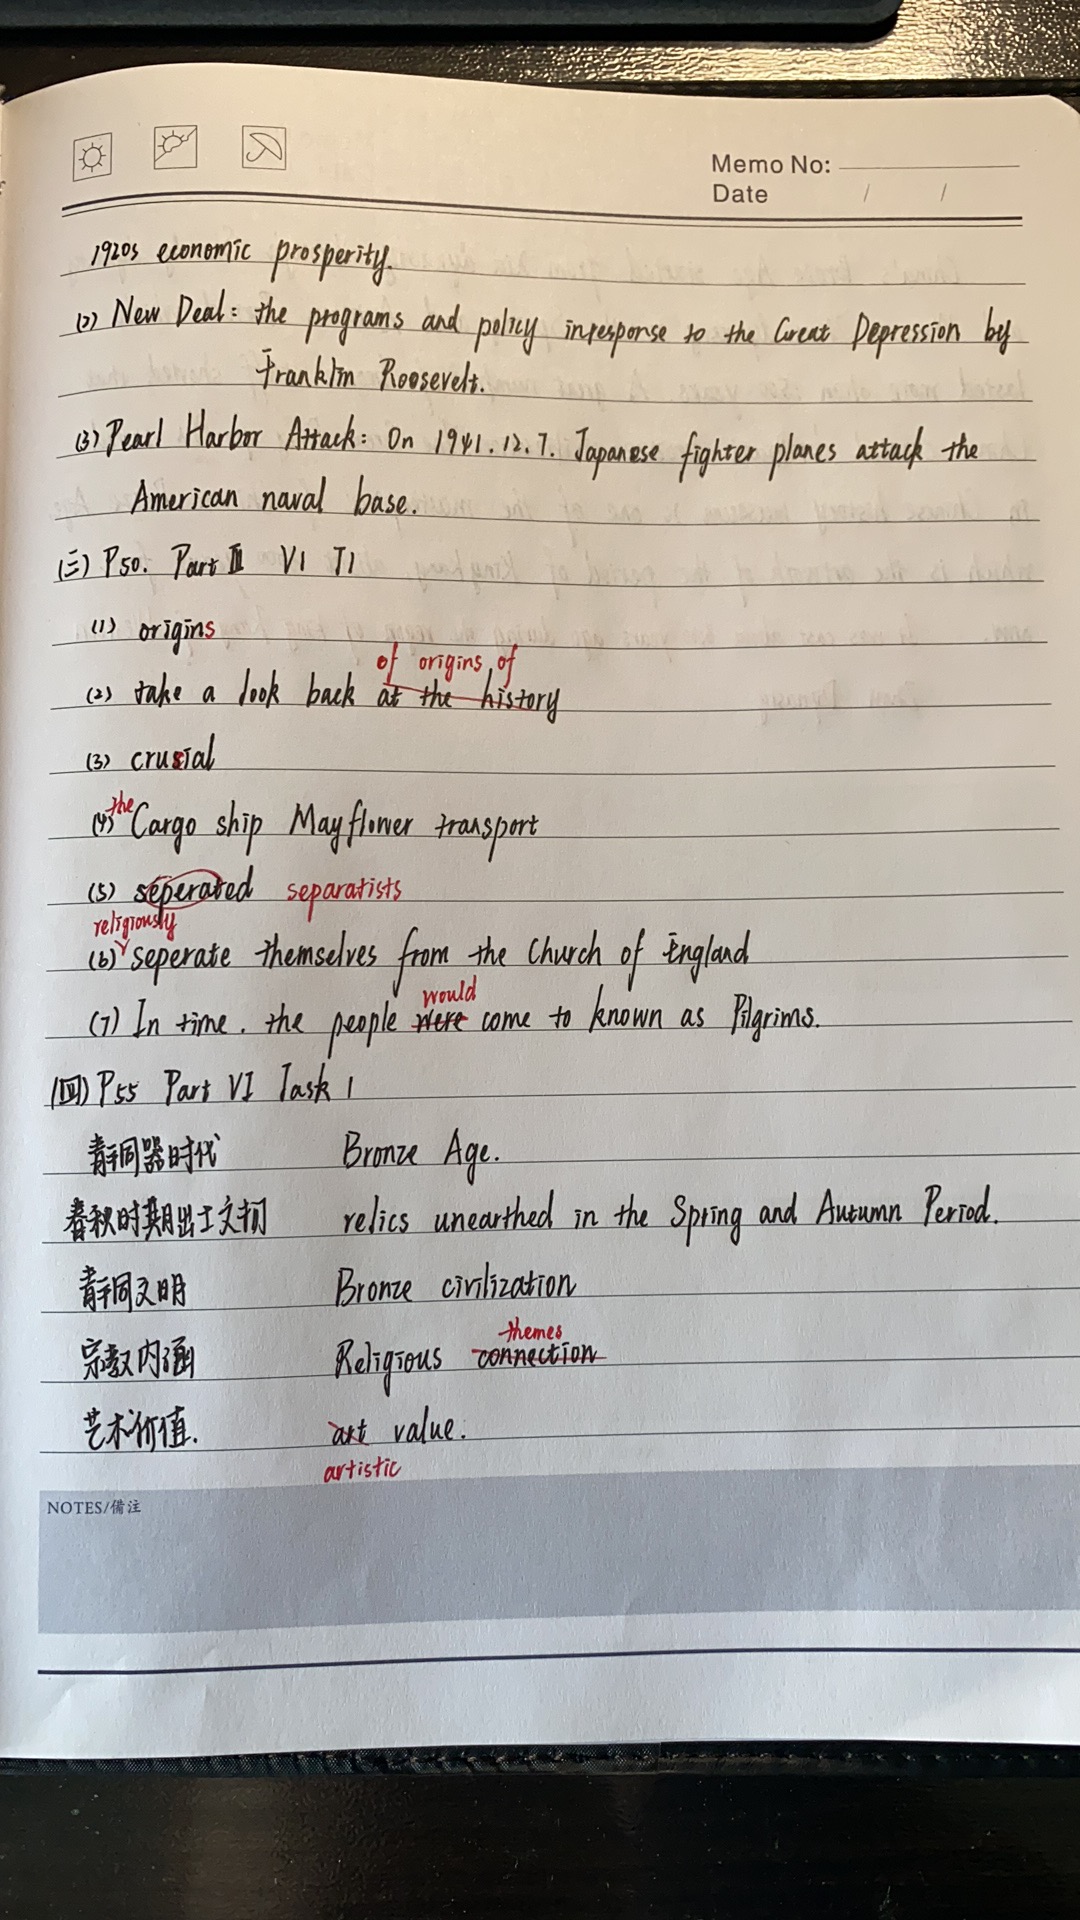 Memo No:
Date / /
1920s economic prosperity.
(2) New Deal: the programs and policy inresponse to the Great Depression by
Franklin Roosevelt.
(3) Pearl Harbor Attack: On 1941.12.7. Japanese fighter planes attack the
American naval base.
(三) P50. Part III V1 T1
(1) origins
of origins of
(2) take a look back at the history
(3) crusial
the
(4) Cargo ship Mayflower transport
(5) seperated separatists
religiously
(6) seperate themselves from the Church of England
would
(7) In time. the people were come to known as Pilgrims.
(四) P55 Part VI Task 1
青铜器时代 Bronze Age.
春秋时期出土文物 relics unearthed in the Spring and Autumn Period.
青铜文明 Bronze civilization
themes
宗教内涵 Religious connection
艺术价值. art value.
artistic
NOTES/備注